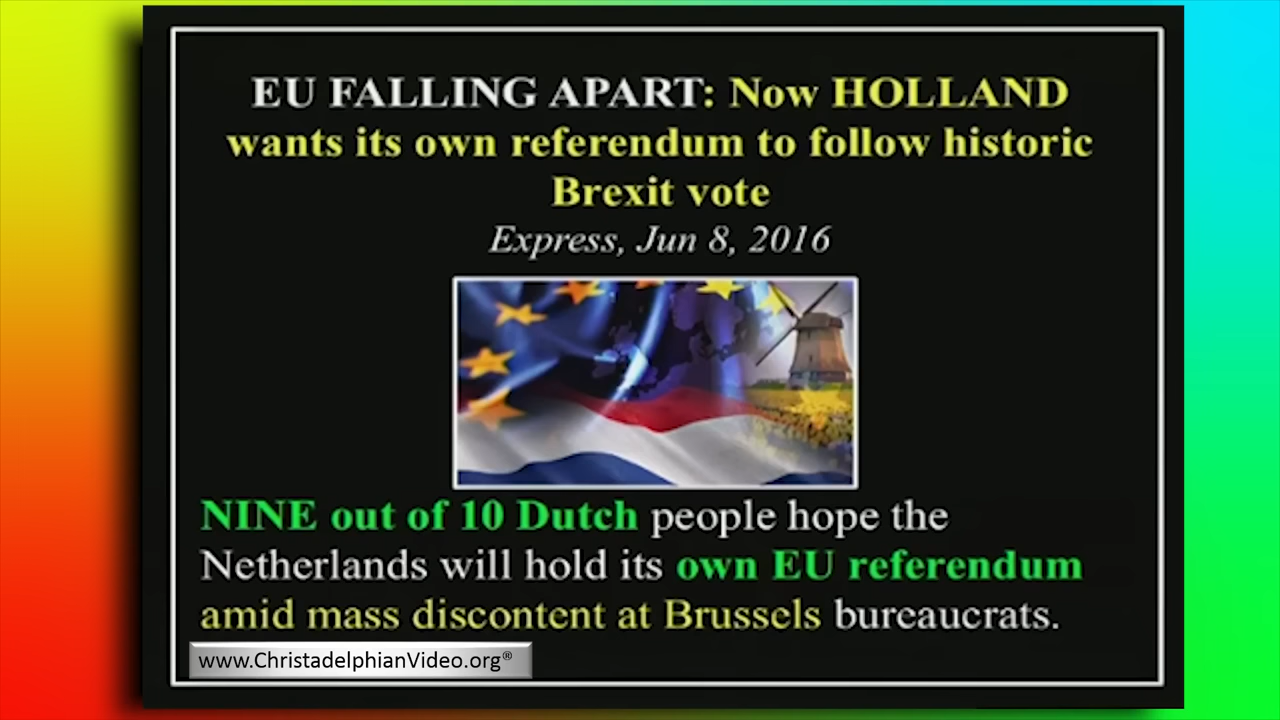 EU FALLING APART: Now HOLLAND
wants its own referendum to follow historic
Brexit vote
Express, Jun 8, 2016
NINE out of 10 Dutch people hope the
Netherlands will hold its own EU referendum
amid mass discontent at Brussels bureaucrats.
www.ChristadelphianVideo.org®